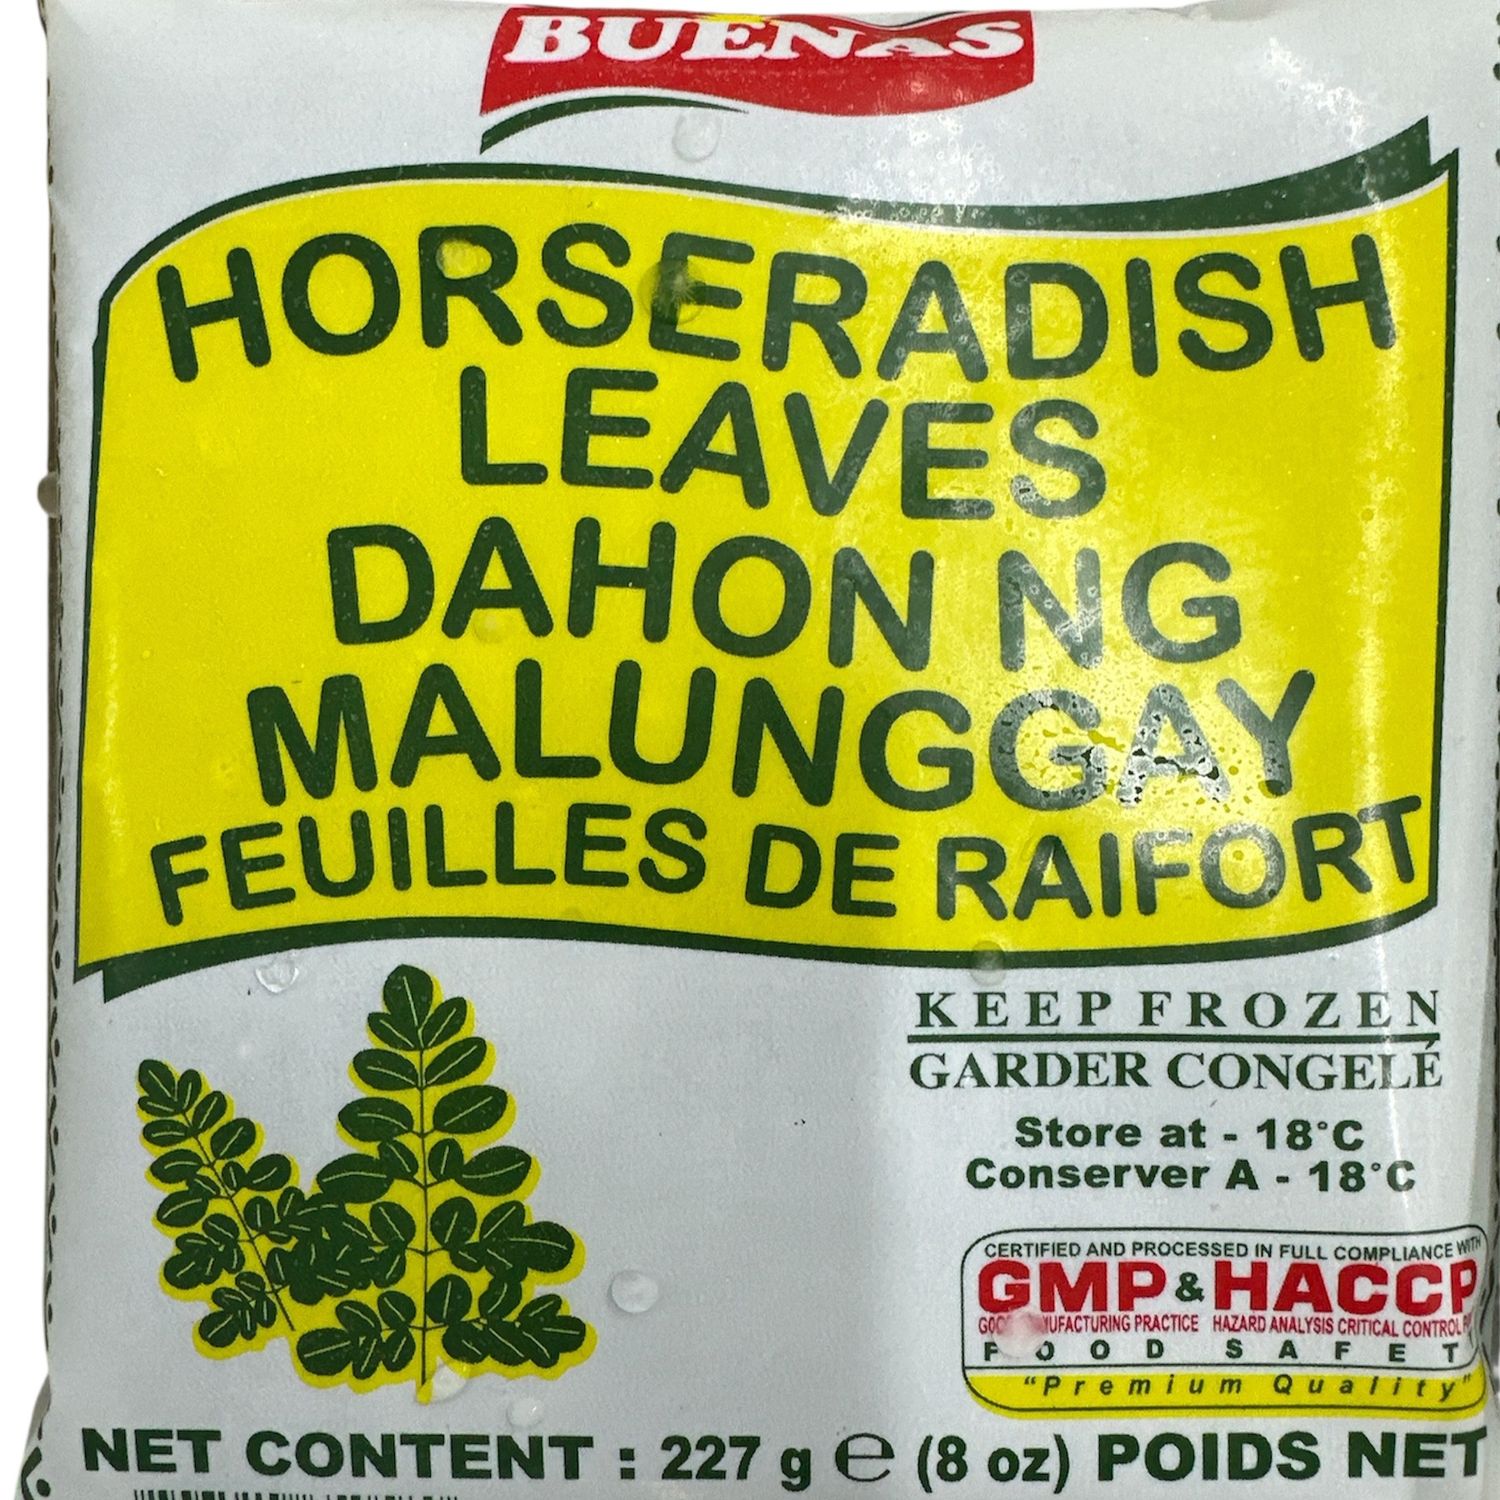 BUENAS
HORSERADISH
LEAVES
DAHON NG
MALUNGGAY
FEUILLES DE RAIFORT
KEEP FROZEN
GARDER CONGELÉ
Store at - 18°C
Conserver A - 18°C
CERTIFIED AND PROCESSED IN FULL COMPLIANCE WITH
GMP & HACCP
MANUFACTURING PRACTICE HAZARD ANALYSIS CRITICAL CONTROL
FOOD SAFETY
"Premium Quality"
NET CONTENT : 227 g ℮ (8 oz) POIDS NET